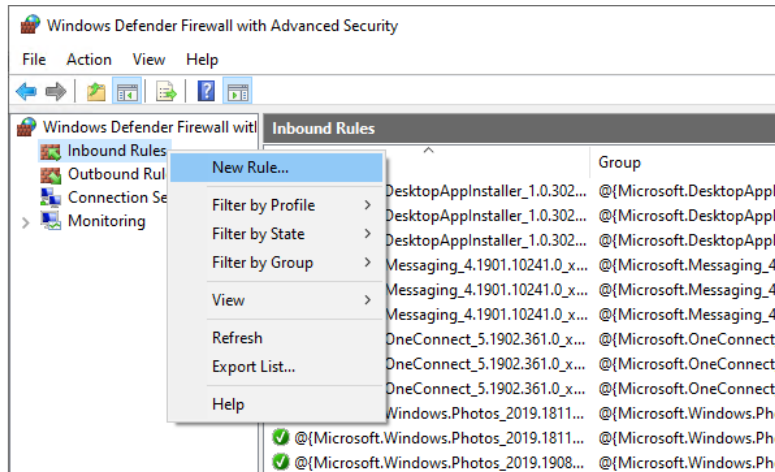 Windows Defender Firewall with Advanced Security
File Action View Help
Windows Defender Firewall with
Inbound Rules
Outbound Rul
Connection Se
Monitoring
New Rule...
Filter by Profile
Filter by State
Filter by Group
View
Refresh
Export List...
Help
Inbound Rules
Group
DesktopAppInstaller_1.0.302... @{Microsoft.DesktopAppI
DesktopAppInstaller_1.0.302... @{Microsoft.DesktopAppI
DesktopAppInstaller_1.0.302... @{Microsoft.DesktopAppI
Messaging_4.1901.10241.0_x... @{Microsoft.Messaging_4
Messaging_4.1901.10241.0_x... @{Microsoft.Messaging_4
Messaging_4.1901.10241.0_x... @{Microsoft.Messaging_4
OneConnect_5.1902.361.0_x... @{Microsoft.OneConnect
OneConnect_5.1902.361.0_x... @{Microsoft.OneConnect
OneConnect_5.1902.361.0_x... @{Microsoft.OneConnect
Windows.Photos_2019.1811... @{Microsoft.Windows.Pho
@{Microsoft.Windows.Photos_2019.1811... @{Microsoft.Windows.Pho
@{Microsoft.Windows.Photos_2019.1908... @{Microsoft.Windows.Pho